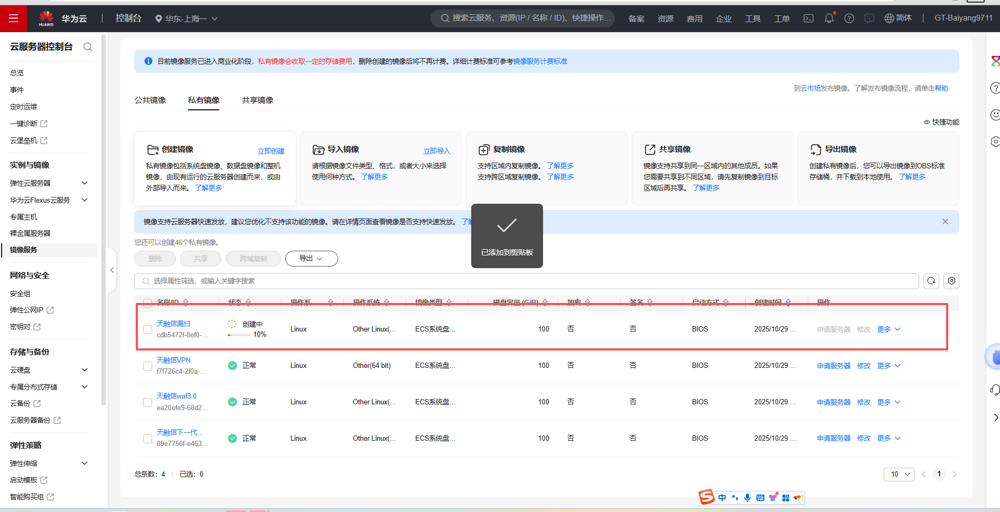 HUAWEI
华为云
控制台
华东-上海一
搜索云服务、资源(IP / 名称 / ID)、快捷操作...
备案
资源
费用
企业
工具
工单
简体
GT-Baiyang9711
云服务器控制台
总览
事件
定时运维
一键诊断
云堡垒机
实例与镜像
弹性云服务器
华为云Flexus云服务
专属主机
裸金属服务器
镜像服务
网络与安全
安全组
弹性公网IP
密钥对
存储与备份
云硬盘
专属分布式存储
云备份
云服务器备份
弹性策略
弹性伸缩
启动模板
智能购买组
目前镜像服务已进入商业化阶段，私有镜像会收取一定的存储费用，删除创建的镜像后将不再计费。详细计费标准可参考镜像服务计费标准
到云市场发布镜像。了解发布镜像流程，请单击帮助
公共镜像
私有镜像
共享镜像
快捷功能
创建镜像
立即创建
私有镜像包括系统盘镜像、数据盘镜像和整机
镜像，由现有运行的云服务器创建而来，或由
外部导入而来。 了解更多
导入镜像
立即导入
请根据镜像文件类型、格式，或者大小来选择
使用何种方式。 了解更多
复制镜像
支持区域内复制镜像。 了解更多
支持跨区域复制镜像。 了解更多
共享镜像
镜像支持共享到同一区域内的其他成员。如果
您需要共享到不同区域，请先复制镜像到目标
区域后再共享。 了解更多
导出镜像
创建私有镜像后，您可以导出镜像到OBS标准
存储桶，并下载到本地使用。 了解更多
镜像支持云服务器快速发放，建议您优化不支持该功能的镜像。请在详情页面查看镜像是否支持快速发放。 了解
已添加到剪贴板
您还可以创建46个私有镜像。
删除
共享
跨域复制
导出
选择属性筛选，或输入关键字搜索
名称/ID
状态
操作系
操作系统
镜像类型
磁盘容量 (GiB)
加密
签名
启动方式
创建时间
操作
天融信漏扫
cdb5472f-8ef0-...
创建中
10%
Linux
Other Linux(...
ECS系统盘...
100
否
否
BIOS
2025/10/29 ...
申请服务器 修改 更多
天融信VPN
f7f726c4-2f0a-...
正常
Linux
Other(64 bit)
ECS系统盘...
100
否
否
BIOS
2025/10/29 ...
申请服务器 修改 更多
天融信waf3.0
ea20efe9-68d2...
正常
Linux
Other Linux(...
ECS系统盘...
100
否
否
BIOS
2025/10/29 ...
申请服务器 修改 更多
天融信下一代...
89e7756f-e463...
正常
Linux
Other Linux(...
ECS系统盘...
100
否
否
BIOS
2025/10/29 ...
申请服务器 修改 更多
总条数：4
已选：0
10
1
中